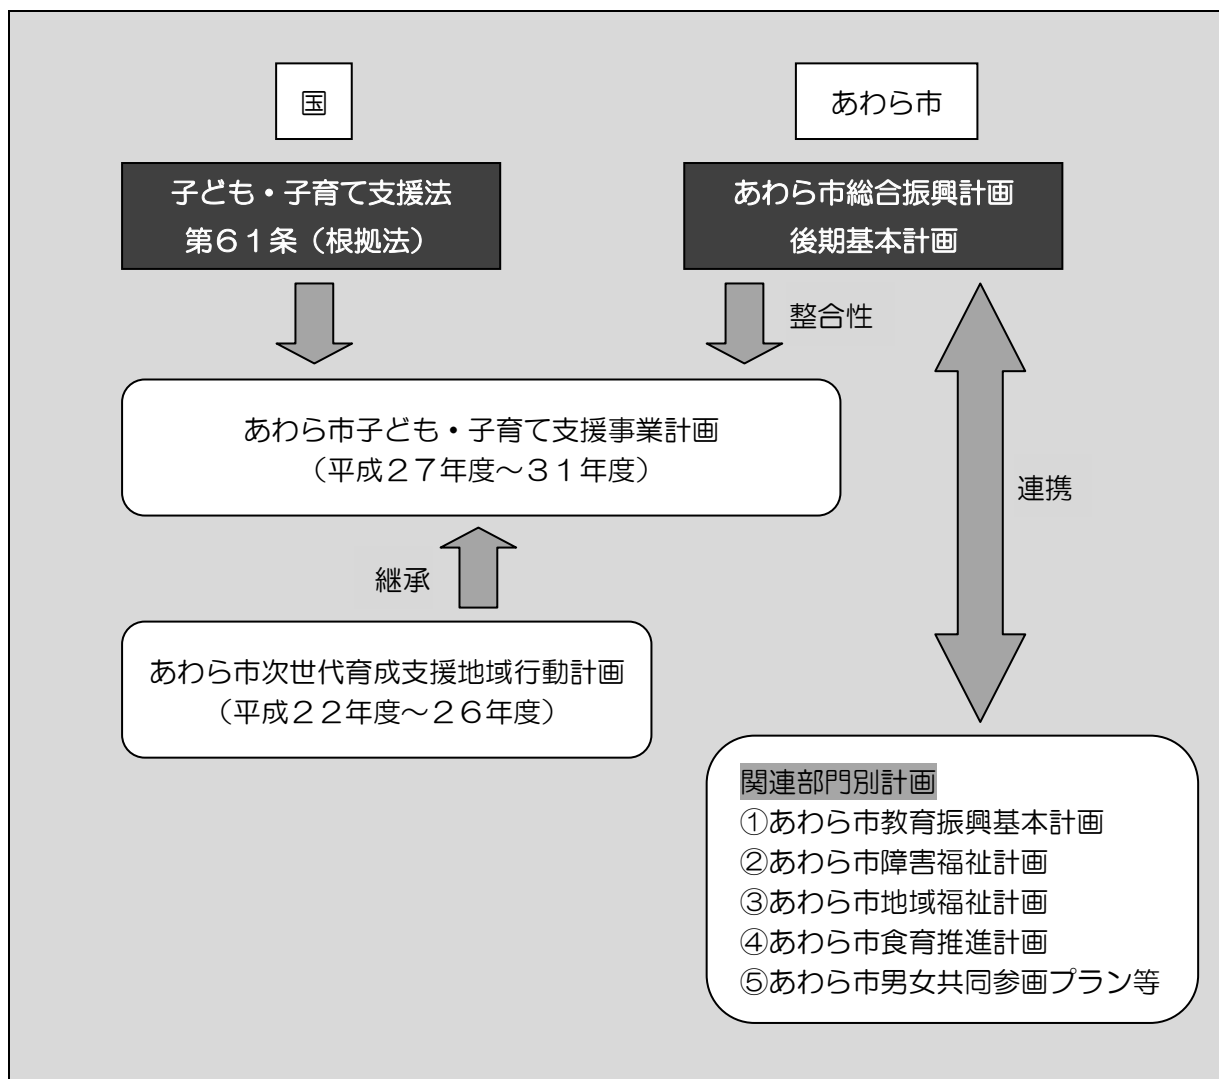 国
あわら市
子ども・子育て支援法
第６１条（根拠法）
あわら市総合振興計画
後期基本計画
整合性
あわら市子ども・子育て支援事業計画
（平成２７年度～３１年度）
連携
継承
あわら市次世代育成支援地域行動計画
（平成２２年度～２６年度）
関連部門別計画
①あわら市教育振興基本計画
②あわら市障害福祉計画
③あわら市地域福祉計画
④あわら市食育推進計画
⑤あわら市男女共同参画プラン等